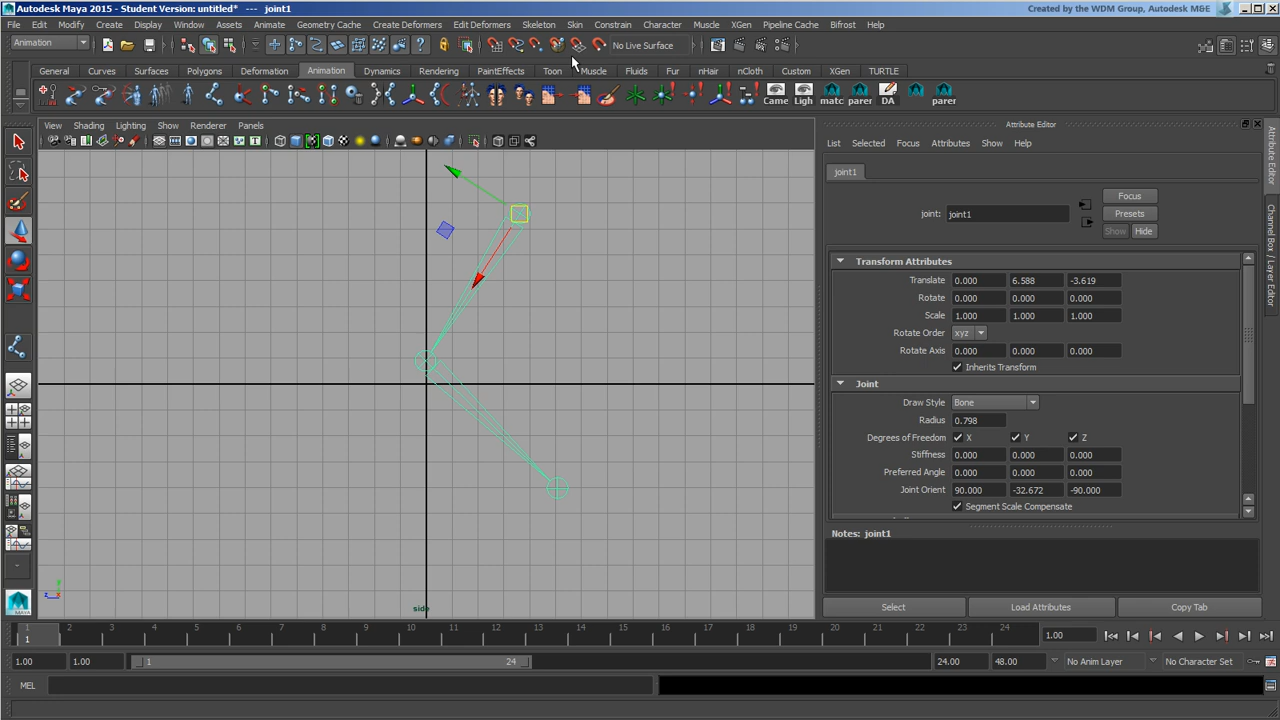 Autodesk Maya 2015 - Student Version: untitled* --- joint1
Created by the WDM Group, Autodesk M&E
File Edit Modify Create Display Window Assets Animate Geometry Cache Create Deformers Edit Deformers Skeleton Skin Constrain Character Muscle XGen Pipeline Cache Bifrost Help
Animation
No Live Surface
General Curves Surfaces Polygons Deformation Animation Dynamics Rendering PaintEffects Toon Muscle Fluids Fur nHair nCloth Custom XGen TURTLE
Came Ligh matc parer DA parer
View Shading Lighting Show Renderer Panels
side
Attribute Editor
List Selected Focus Attributes Show Help
joint1
joint: joint1
Focus
Presets
Show Hide
Transform Attributes
Translate 0.000 6.588 -3.619
Rotate 0.000 0.000 0.000
Scale 1.000 1.000 1.000
Rotate Order xyz
Rotate Axis 0.000 0.000 0.000
Inherits Transform
Joint
Draw Style Bone
Radius 0.798
Degrees of Freedom X Y Z
Stiffness 0.000 0.000 0.000
Preferred Angle 0.000 0.000 0.000
Joint Orient 90.000 -32.672 -90.000
Segment Scale Compensate
Notes: joint1
Select Load Attributes Copy Tab
Attribute Editor
Channel Box / Layer Editor
1 2 3 4 5 6 7 8 9 10 11 12 13 14 15 16 17 18 19 20 21 22 23 24
1
1.00
1.00 1.00 1 24 24.00 48.00 No Anim Layer No Character Set
MEL